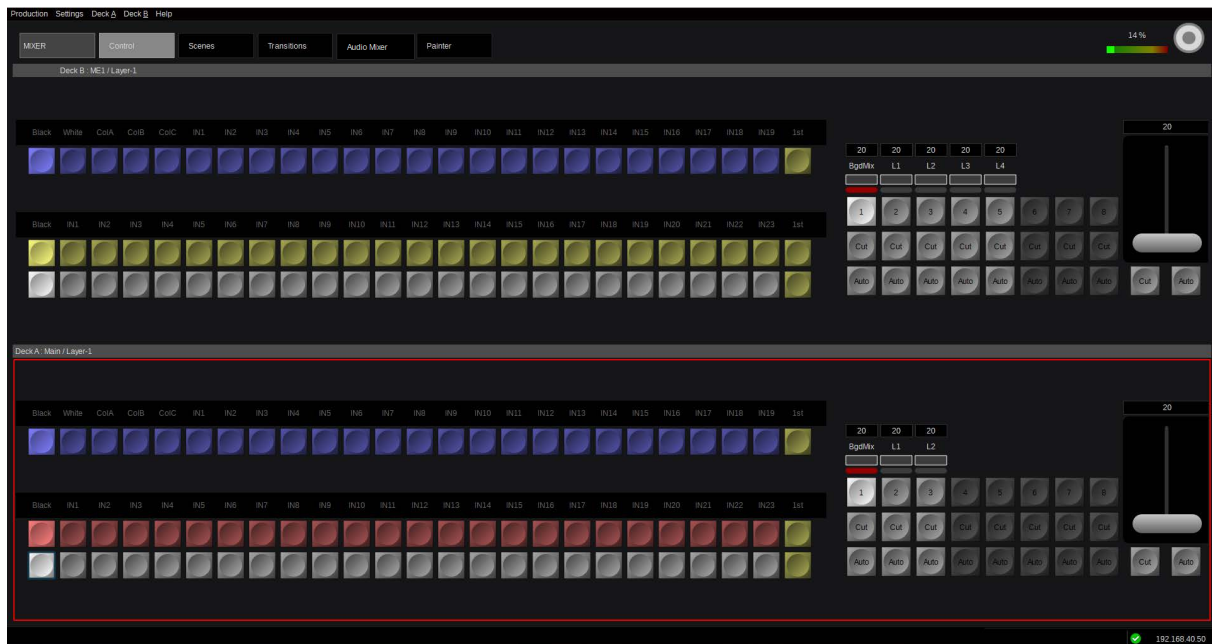 Production Settings Deck A Deck B Help
14 %
MIXER Control Scenes Transitions Audio Mixer Painter
Deck B : ME1 / Layer-1
20
Black White ColA ColB ColC IN1 IN2 IN3 IN4 IN5 IN6 IN7 IN8 IN9 IN10 IN11 IN12 IN13 IN14 IN15 IN16 IN17 IN18 IN19 1st
20 20 20 20 20
BgdMix L1 L2 L3 L4
1 2 3 4 5 6 7 8
Black IN1 IN2 IN3 IN4 IN5 IN6 IN7 IN8 IN9 IN10 IN11 IN12 IN13 IN14 IN15 IN16 IN17 IN18 IN19 IN20 IN21 IN22 IN23 1st
Cut Cut Cut Cut Cut Cut Cut Cut
Auto Auto Auto Auto Auto Auto Auto Auto Cut Auto
Deck A : Main / Layer-1
20
Black White ColA ColB ColC IN1 IN2 IN3 IN4 IN5 IN6 IN7 IN8 IN9 IN10 IN11 IN12 IN13 IN14 IN15 IN16 IN17 IN18 IN19 1st
20 20 20
BgdMix L1 L2
1 2 3 4 5 6 7 8
Black IN1 IN2 IN3 IN4 IN5 IN6 IN7 IN8 IN9 IN10 IN11 IN12 IN13 IN14 IN15 IN16 IN17 IN18 IN19 IN20 IN21 IN22 IN23 1st
Cut Cut Cut Cut Cut Cut Cut Cut
Auto Auto Auto Auto Auto Auto Auto Auto Cut Auto
192.168.40.50